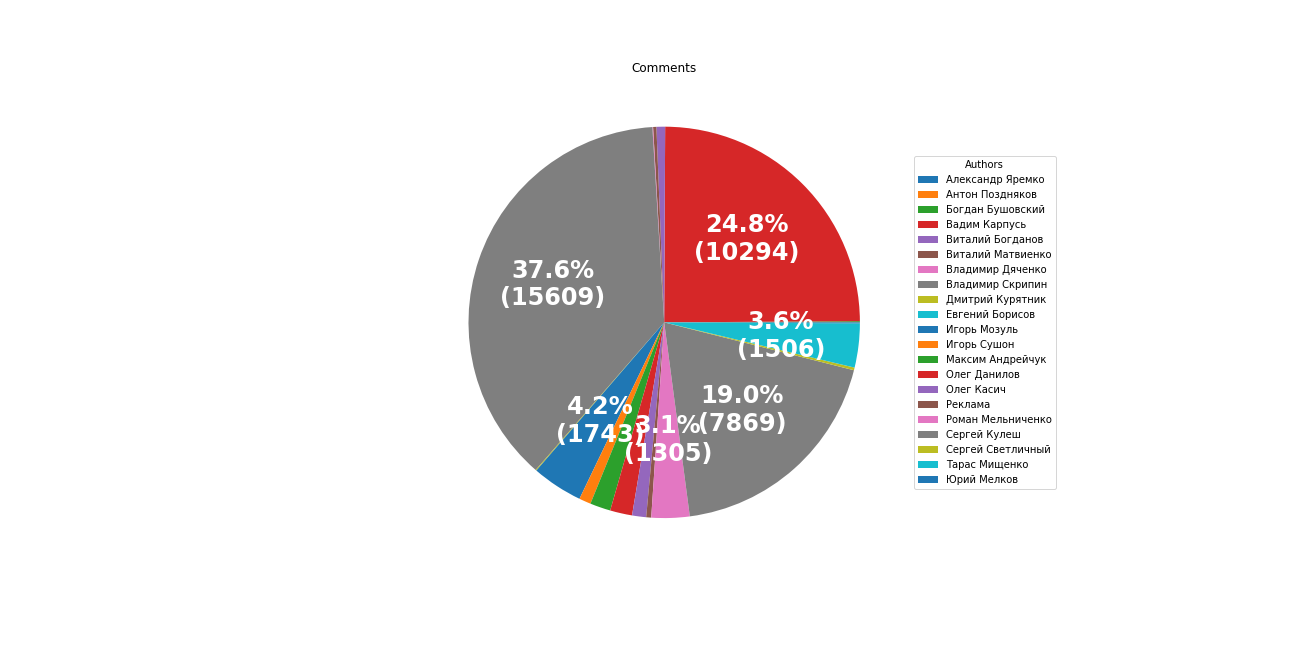 Comments
24.8%
(10294)
37.6%
(15609)
3.6%
(1506)
19.0%
(7869)
4.2%
(1743)
3.1%
(1305)
Authors
Александр Яремко
Антон Поздняков
Богдан Бушовский
Вадим Карпусь
Виталий Богданов
Виталий Матвиенко
Владимир Дяченко
Владимир Скрипин
Дмитрий Курятник
Евгений Борисов
Игорь Мозуль
Игорь Сушон
Максим Андрейчук
Олег Данилов
Олег Касич
Реклама
Роман Мельниченко
Сергей Кулеш
Сергей Светличный
Тарас Мищенко
Юрий Мелков